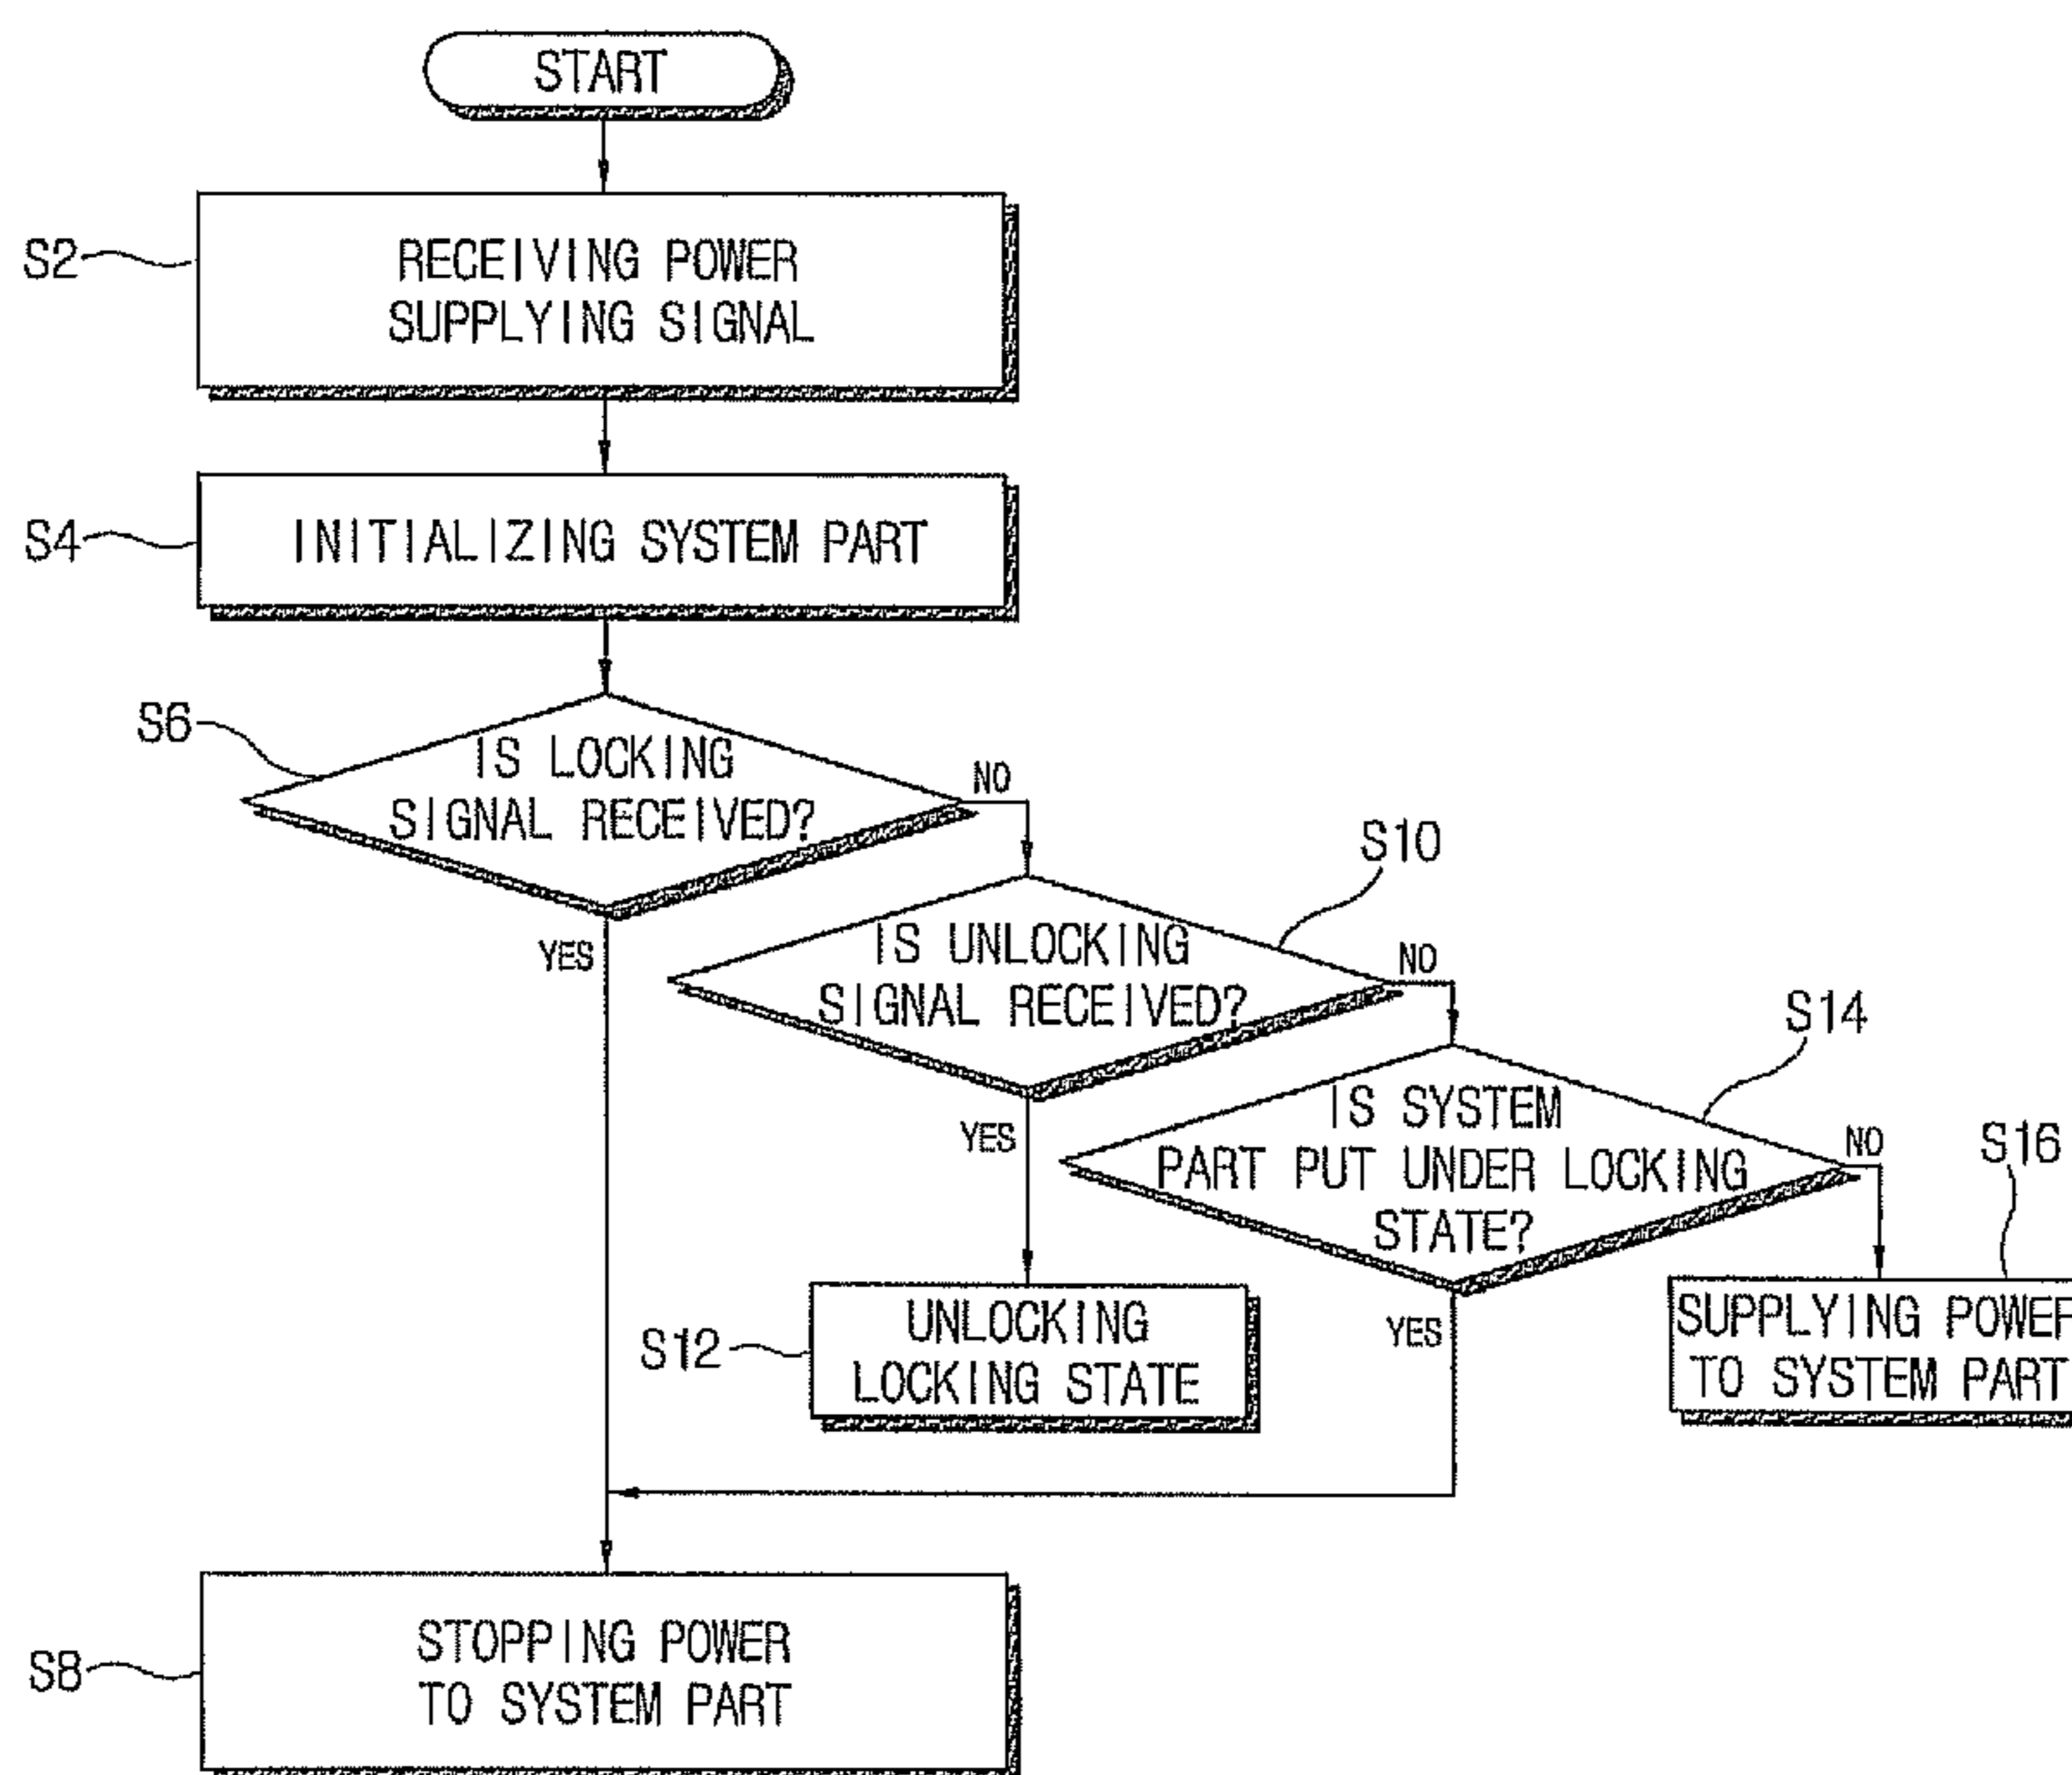 START
S2
RECEIVING POWER
SUPPLYING SIGNAL
S4
INITIALIZING SYSTEM PART
S6
IS LOCKING
SIGNAL RECEIVED?
NO
YES
S10
IS UNLOCKING
SIGNAL RECEIVED?
NO
YES
S14
IS SYSTEM
PART PUT UNDER LOCKING
STATE?
NO
YES
S16
SUPPLYING POWER
TO SYSTEM PART
S12
UNLOCKING
LOCKING STATE
S8
STOPPING POWER
TO SYSTEM PART